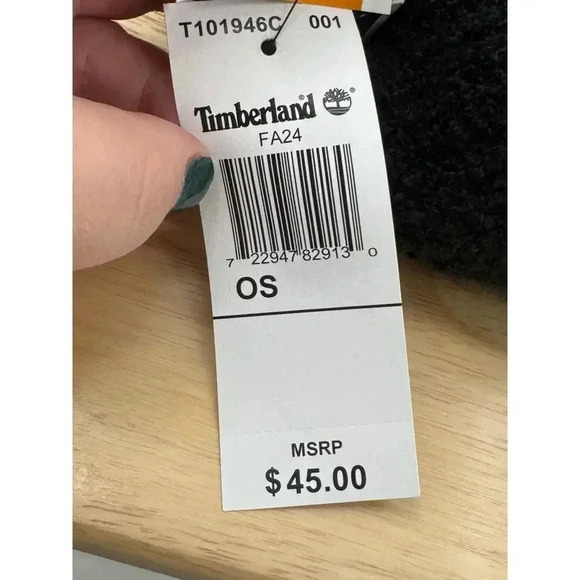 T101946C 001
Timberland® ®
FA24
7 22947 82913 0
OS
MSRP
$45.00